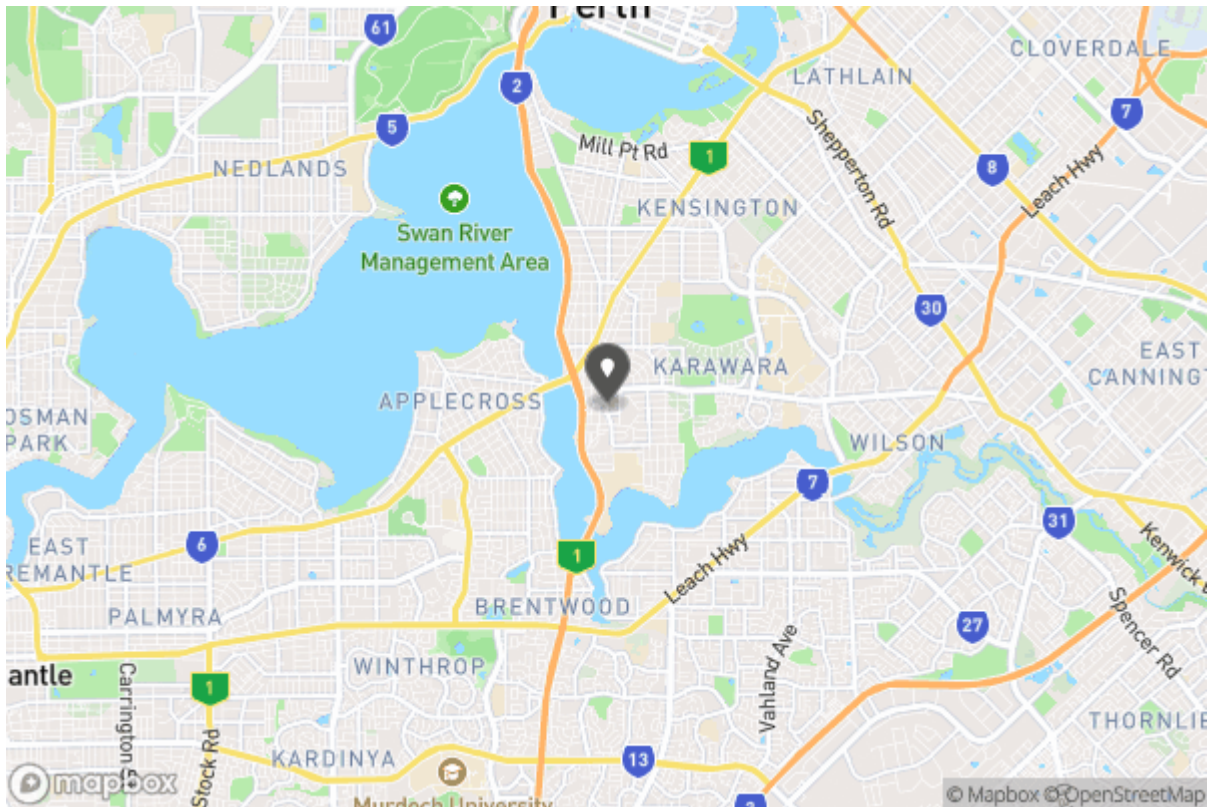 Perth
61
CLOVERDALE
LATHLAIN
2
7
5
Mill Pt Rd
1
Shepperton Rd
NEDLANDS
8
Leach Hwy
KENSINGTON
Swan River
Management Area
30
KARAWARA
EAST
CANNINGT
APPLECROSS
OSMAN
PARK
WILSON
7
31
6
EAST
REMANTLE
1
Kenwick
Leach Hwy
BRENTWOOD
PALMYRA
27
Spencer Rd
Vahland Ave
WINTHROP
antle
Carrington St
1
Stock Rd
THORNLIE
KARDINYA
13
mapbox
Murdoch University
3
© Mapbox © OpenStreetMap